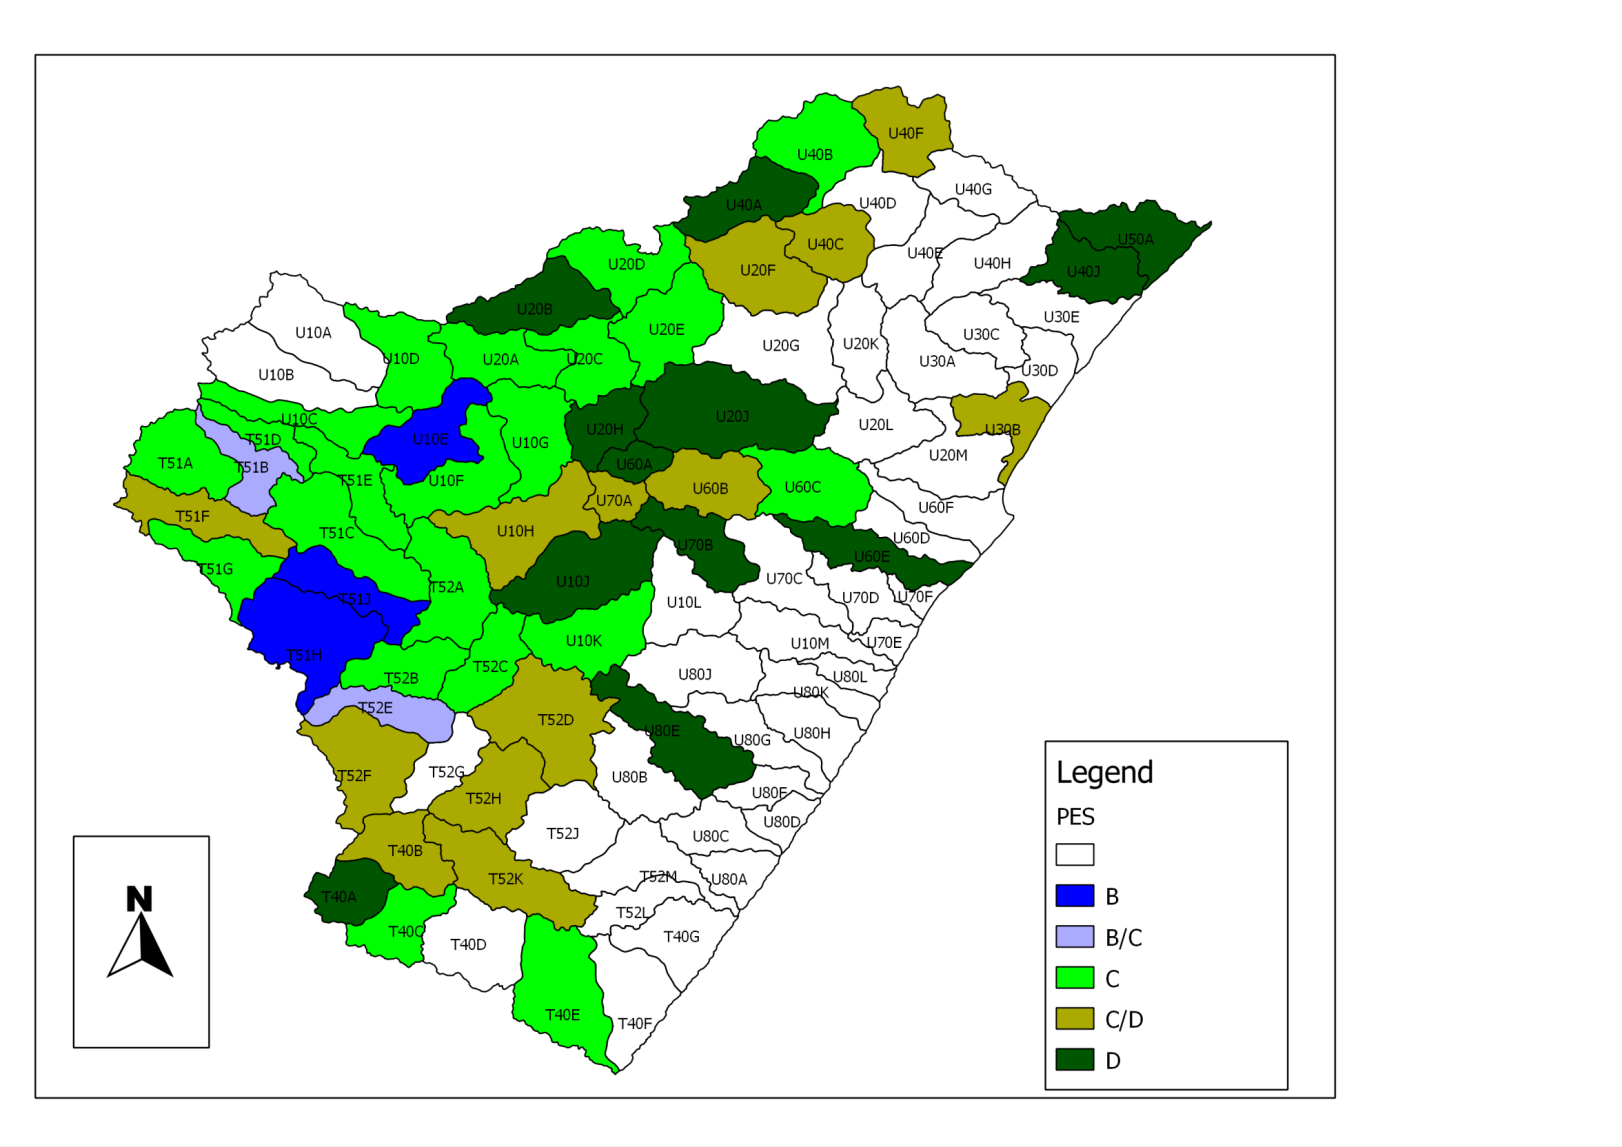 U40F
U40B
U40G
U40A
U40D
U50A
U40C
U40E
U40H
U20D
U20F
U40J
U20B
U30E
U10A
U20E
U30C
U20G
U20K
U10D
U20A
U20C
U30A
U30D
U10B
U10C
U20J
U20L
U30B
U10E
T51D
U10G
U20H
U20M
T51A
T51B
U60A
T51E
U10F
U60B
U60C
U70A
U60F
T51F
T51C
U10H
U60D
U70B
U60E
T51G
U10J
U70C
T52A
T51J
U10L
U70D
U70F
U10K
U10M
U70E
T51H
T52C
T52B
U80J
U80L
U80K
T52E
T52D
U80E
U80G
U80H
T52F
T52G
U80B
T52H
U80F
U80D
T52J
U80C
T40B
T52K
T52M
U80A
T40A
T52L
T40C
T40D
T40G
T40E
T40F
N
Legend
PES
B
B/C
C
C/D
D